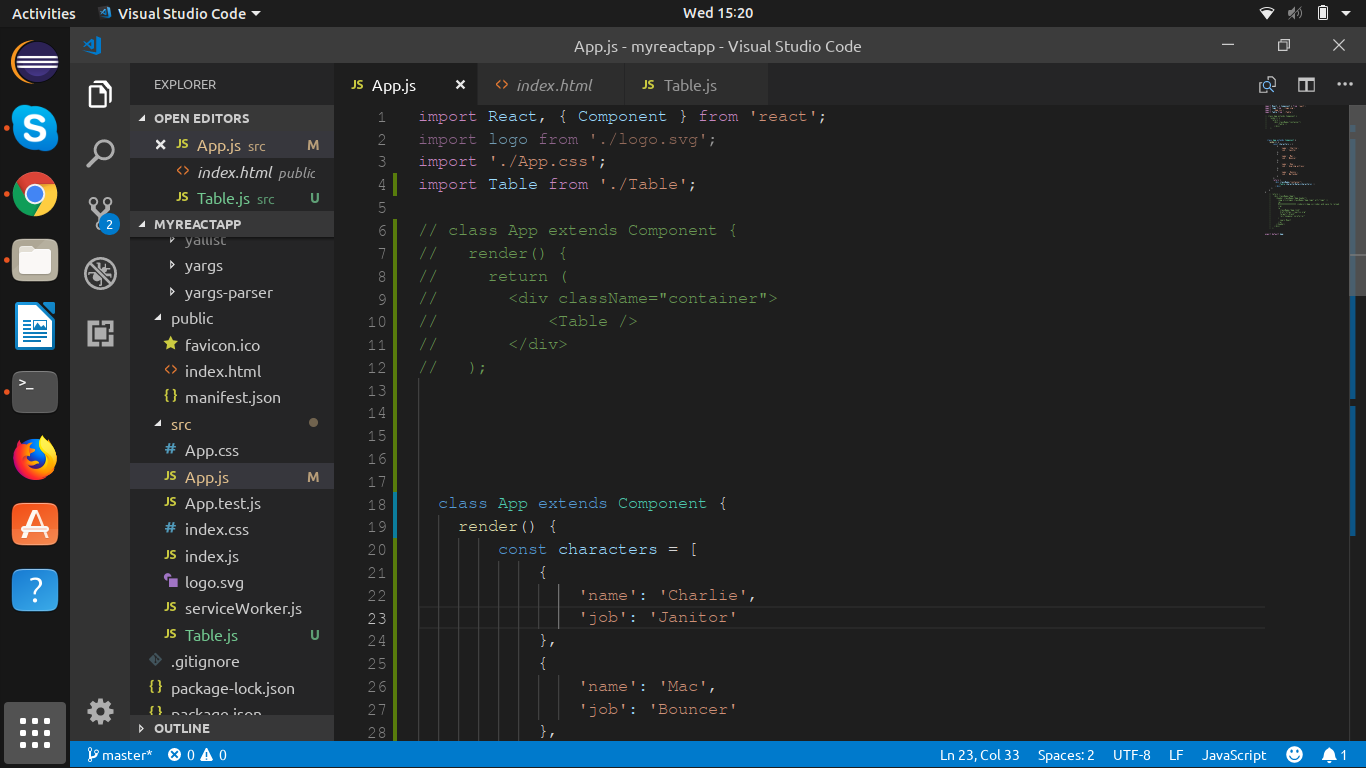 Activities
Visual Studio Code
Wed 15:20
App.js - myreactapp - Visual Studio Code
EXPLORER
OPEN EDITORS
App.js src M
index.html public
Table.js src U
MYREACTAPP
yallist
yargs
yargs-parser
public
favicon.ico
index.html
{} manifest.json
src
# App.css
JS App.js M
JS App.test.js
# index.css
JS index.js
logo.svg
JS serviceWorker.js
JS Table.js U
.gitignore
{} package-lock.json
{} package.json
OUTLINE
2
JS App.js
index.html
JS Table.js
1 import React, { Component } from 'react';
2 import logo from './logo.svg';
3 import './App.css';
4 import Table from './Table';
5
6 // class App extends Component {
7 //   render() {
8 //     return (
9 //       <div className="container">
10 //           <Table />
11 //       </div>
12 //   );
13
14
15
16
17
18 class App extends Component {
19 render() {
20 const characters = [
21 {
22 'name': 'Charlie',
23 'job': 'Janitor'
24 },
25 {
26 'name': 'Mac',
27 'job': 'Bouncer'
28 },
master*
0
0
Ln 23, Col 33
Spaces: 2
UTF-8
LF
JavaScript
1